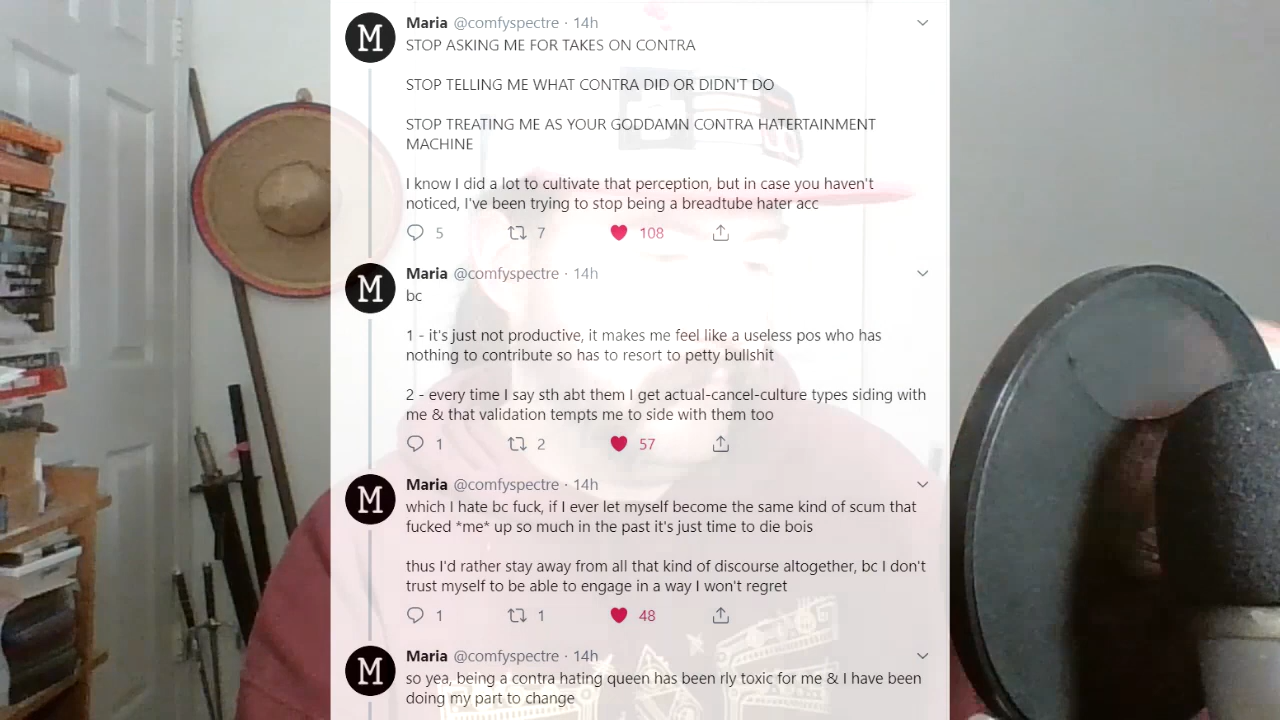 Maria @comfyspectre · 14h
STOP ASKING ME FOR TAKES ON CONTRA
STOP TELLING ME WHAT CONTRA DID OR DIDN'T DO
STOP TREATING ME AS YOUR GODDAMN CONTRA HATERTAINMENT
MACHINE
I know I did a lot to cultivate that perception, but in case you haven't
noticed, I've been trying to stop being a breadtube hater acc
5 7 108
Maria @comfyspectre · 14h
bc
1 - it's just not productive, it makes me feel like a useless pos who has
nothing to contribute so has to resort to petty bullshit
2 - every time I say sth abt them I get actual-cancel-culture types siding with
me & that validation tempts me to side with them too
1 2 57
Maria @comfyspectre · 14h
which I hate bc fuck, if I ever let myself become the same kind of scum that
fucked *me* up so much in the past it's just time to die bois
thus I'd rather stay away from all that kind of discourse altogether, bc I don't
trust myself to be able to engage in a way I won't regret
1 1 48
Maria @comfyspectre · 14h
so yea, being a contra hating queen has been rly toxic for me & I have been
doing my part to change
M
M
M
M